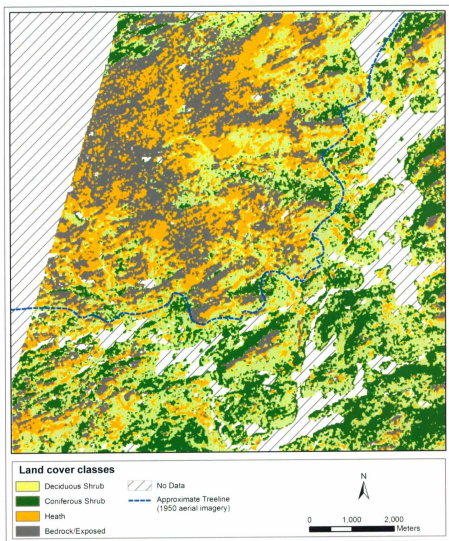 Land cover classes
Deciduous Shrub
Coniferous Shrub
Heath
Bedrock/Exposed
No Data
Approximate Treeline
(1950 aerial imagery)
N
0 1,000 2,000
Meters